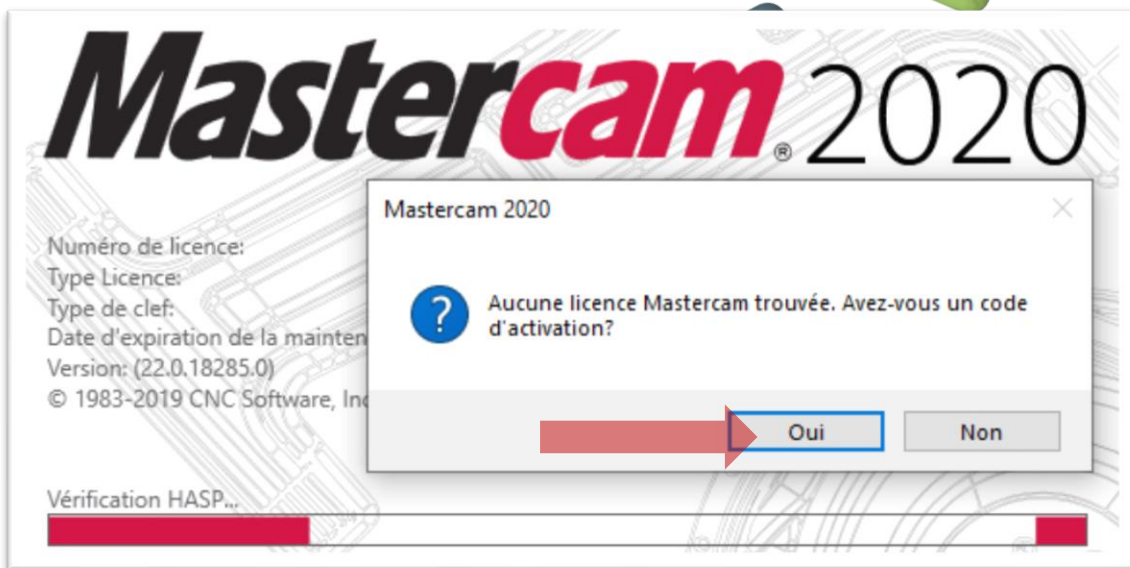 Mastercam® 2020
Mastercam 2020
Numéro de licence:
Type Licence:
Type de clef:
Date d'expiration de la mainten
Version: (22.0.18285.0)
© 1983-2019 CNC Software, Inc
Aucune licence Mastercam trouvée. Avez-vous un code
d'activation?
Oui
Non
Vérification HASP...